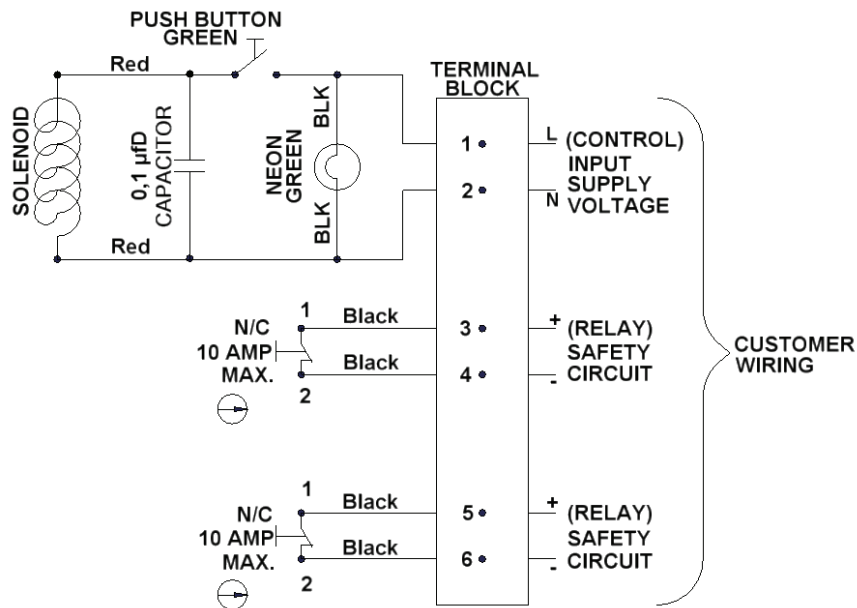 PUSH BUTTON
GREEN
Red
SOLENOID
0,1 µfD
CAPACITOR
BLK
NEON
GREEN
BLK
Red
TERMINAL
BLOCK
1
2
L (CONTROL)
INPUT
SUPPLY
N VOLTAGE
1
N/C
10 AMP
MAX.
2
Black
Black
3
4
+ (RELAY)
SAFETY
- CIRCUIT
1
N/C
10 AMP
MAX.
2
Black
Black
5
6
+ (RELAY)
SAFETY
- CIRCUIT
CUSTOMER
WIRING